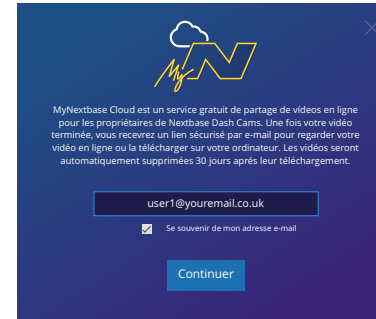 My N
MyNextbase Cloud est un service gratuit de partage de vídeos en ligne
pour les propriétaires de Nextbase Dash Cams. Une fois votre vidéo
terminée, vous recevrez un lien sécurisé par e-mail pour regarder votre
vidéo en ligne ou la télécharger sur votre ordinateur. Les vidéos seront
automatiquement supprimées 30 jours aprés leur téléchargement.
user1@youremail.co.uk
Se souvenir de mon adresse e-mail
Continuer